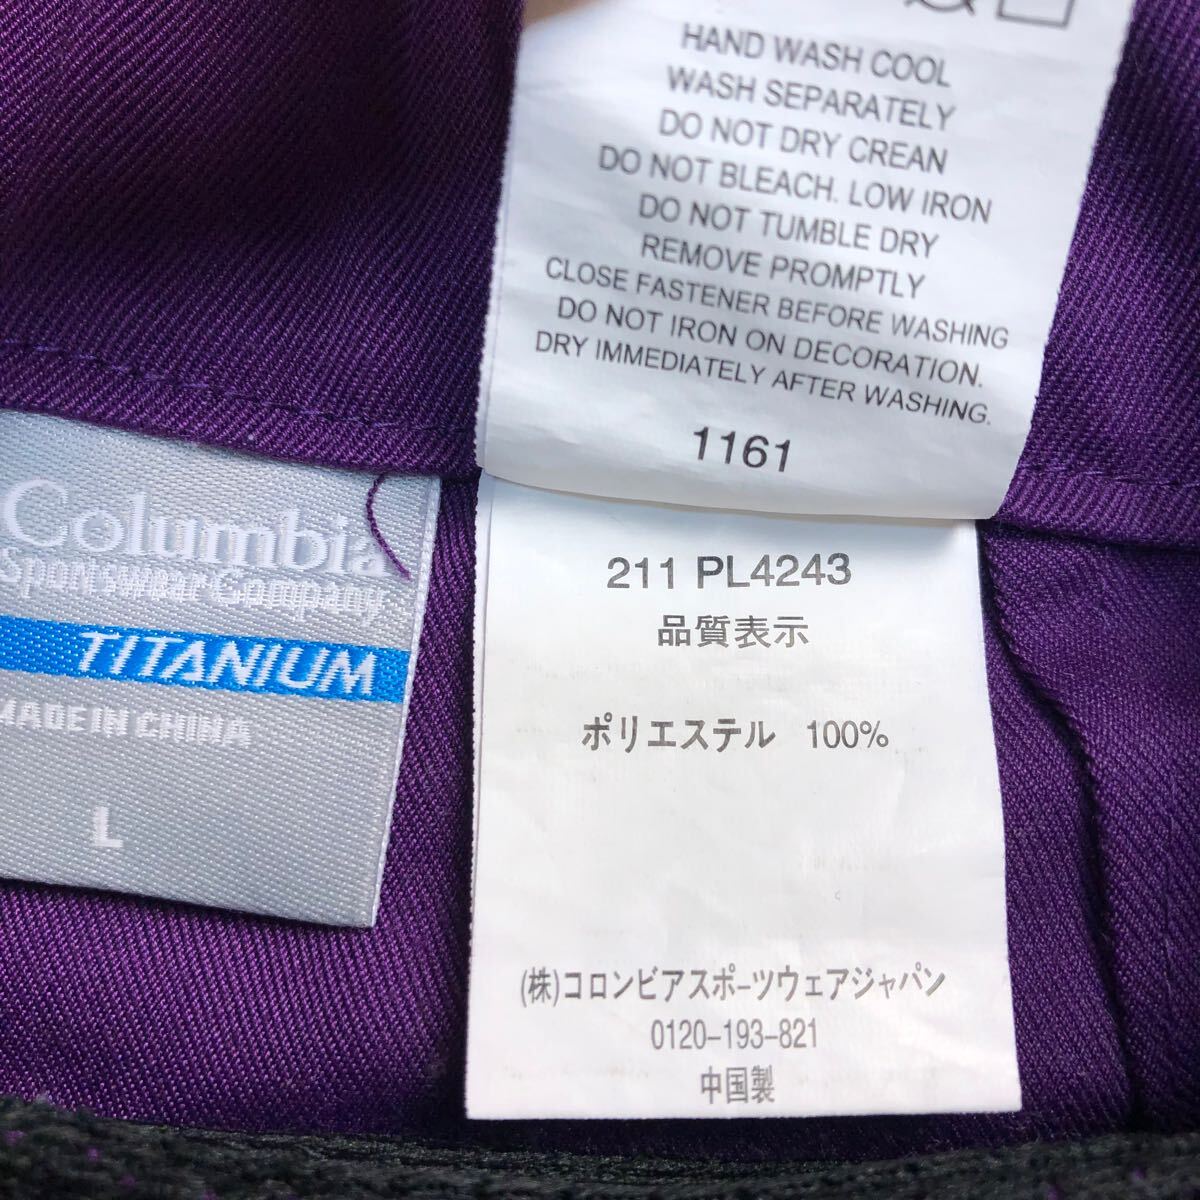 HAND WASH COOL
WASH SEPARATELY
DO NOT DRY CREAN
DO NOT BLEACH. LOW IRON
DO NOT TUMBLE DRY
REMOVE PROMPTLY
CLOSE FASTENER BEFORE WASHING
DO NOT IRON ON DECORATION.
DRY IMMEDIATELY AFTER WASHING.
1161
Columbia
Sportswear Company
TITANIUM
MADE IN CHINA
L
211 PL4243
品質表示
ポリエステル 100%
(株)コロンビアスポーツウェアジャパン
0120-193-821
中国製